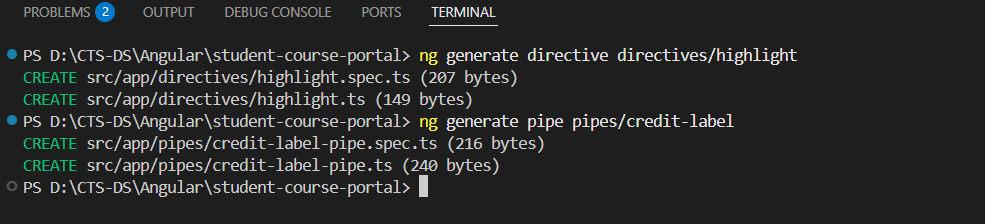 PROBLEMS 2 OUTPUT DEBUG CONSOLE PORTS TERMINAL
PS D:\CTS-DS\Angular\student-course-portal> ng generate directive directives/highlight
CREATE src/app/directives/highlight.spec.ts (207 bytes)
CREATE src/app/directives/highlight.ts (149 bytes)
PS D:\CTS-DS\Angular\student-course-portal> ng generate pipe pipes/credit-label
CREATE src/app/pipes/credit-label-pipe.spec.ts (216 bytes)
CREATE src/app/pipes/credit-label-pipe.ts (240 bytes)
PS D:\CTS-DS\Angular\student-course-portal>